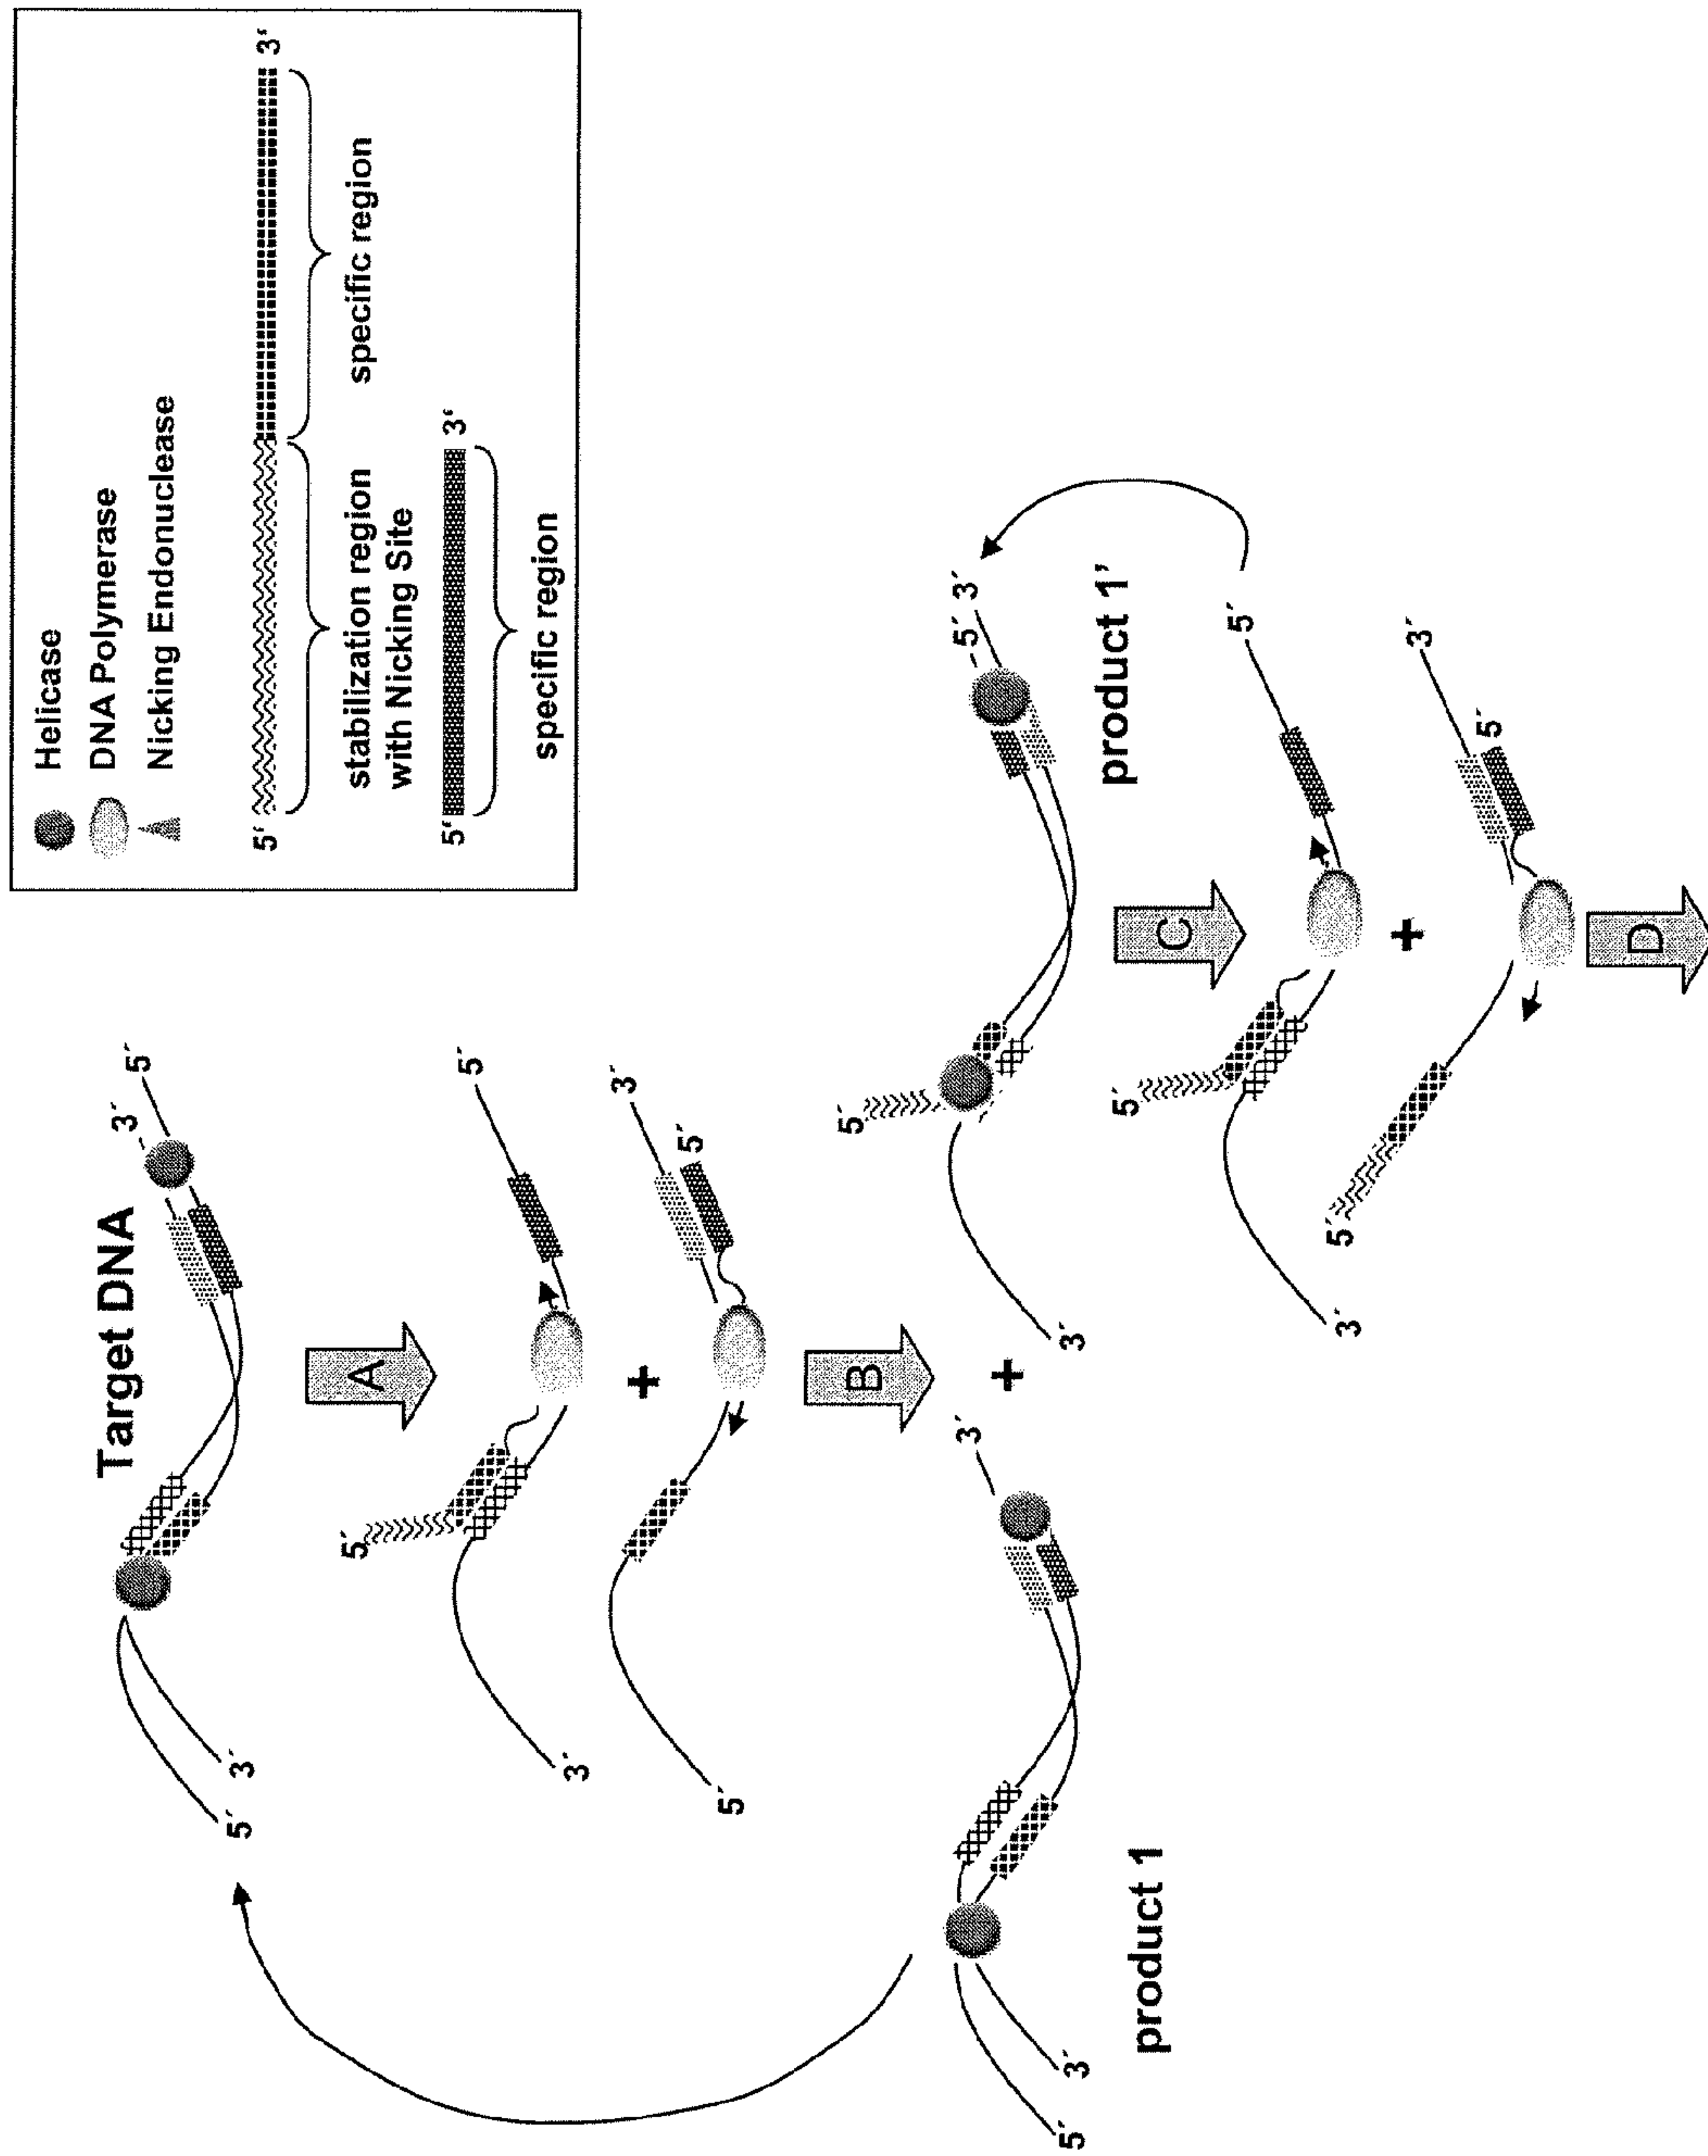 Helicase
DNA Polymerase
Nicking Endonuclease
5' 3'
stabilization region
with Nicking Site
specific region
5' 3'
specific region
Target DNA
3´ 5´
5´ 3´
A
5´ 5´
3´
+
3´
5´
5´
B
3´
+
5´ 3´
product 1
5´
5´ 3´
3´
product 1’
C
5´ 5´
3´
5´
+
3´
5´
D